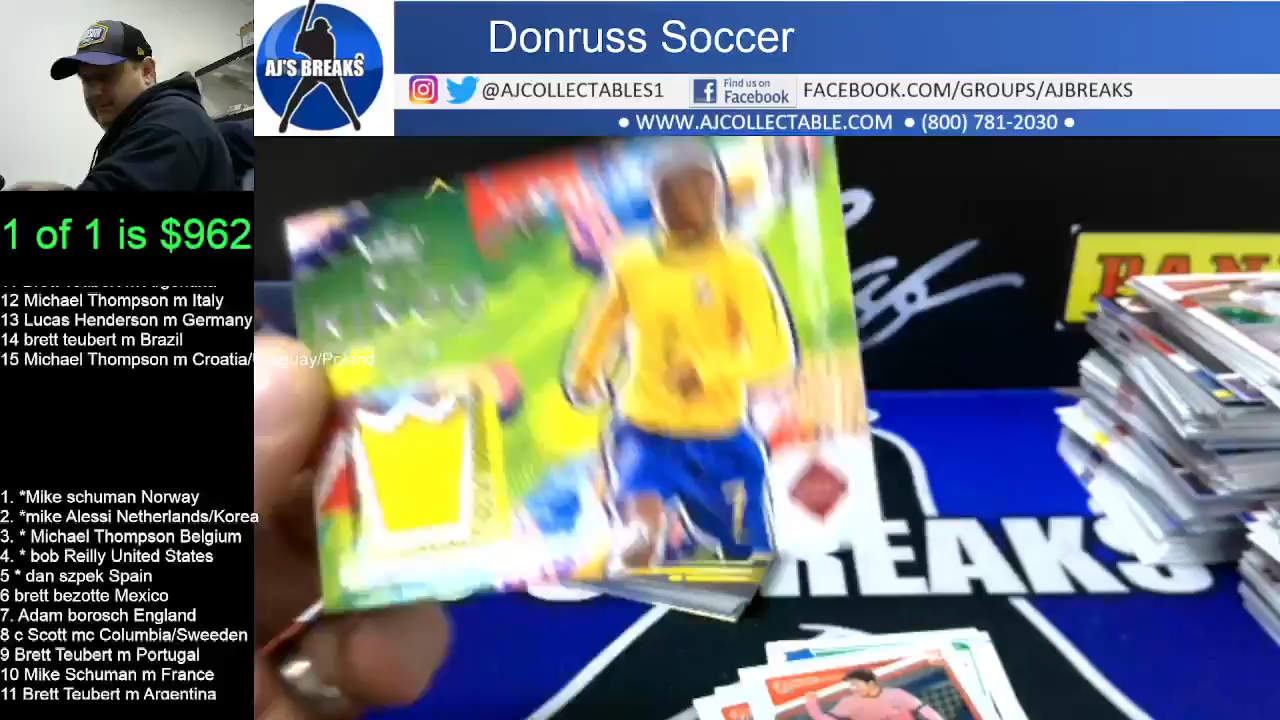 Donruss Soccer
AJ'S BREAKS
@AJCOLLECTABLES1
Find us on
Facebook
FACEBOOK.COM/GROUPS/AJBREAKS
● WWW.AJCOLLECTABLE.COM ● (800) 781-2030 ●
1 of 1 is $962
12 Michael Thompson m Italy
13 Lucas Henderson m Germany
14 brett teubert m Brazil
15 Michael Thompson m Croatia/Uruguay/Poland
1. *Mike schuman Norway
2. *mike Alessi Netherlands/Korea
3. * Michael Thompson Belgium
4. * bob Reilly United States
5 * dan szpek Spain
6 brett bezotte Mexico
7. Adam borosch England
8 c Scott mc Columbia/Sweeden
9 Brett Teubert m Portugal
10 Mike Schuman m France
11 Brett Teubert m Argentina
7
REAKS